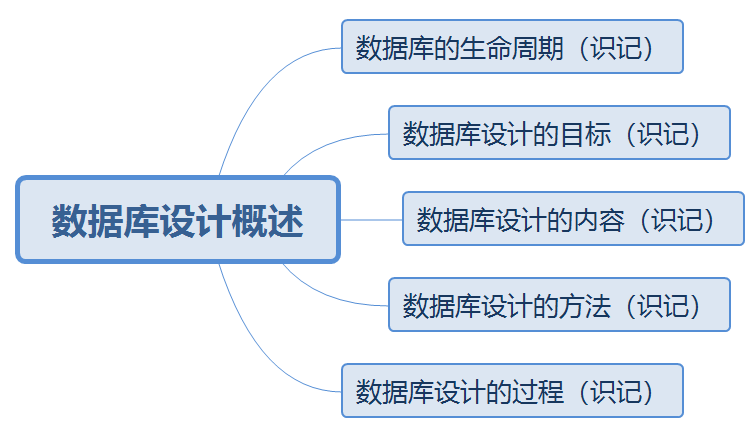 数据库设计概述
数据库的生命周期（识记）
数据库设计的目标（识记）
数据库设计的内容（识记）
数据库设计的方法（识记）
数据库设计的过程（识记）